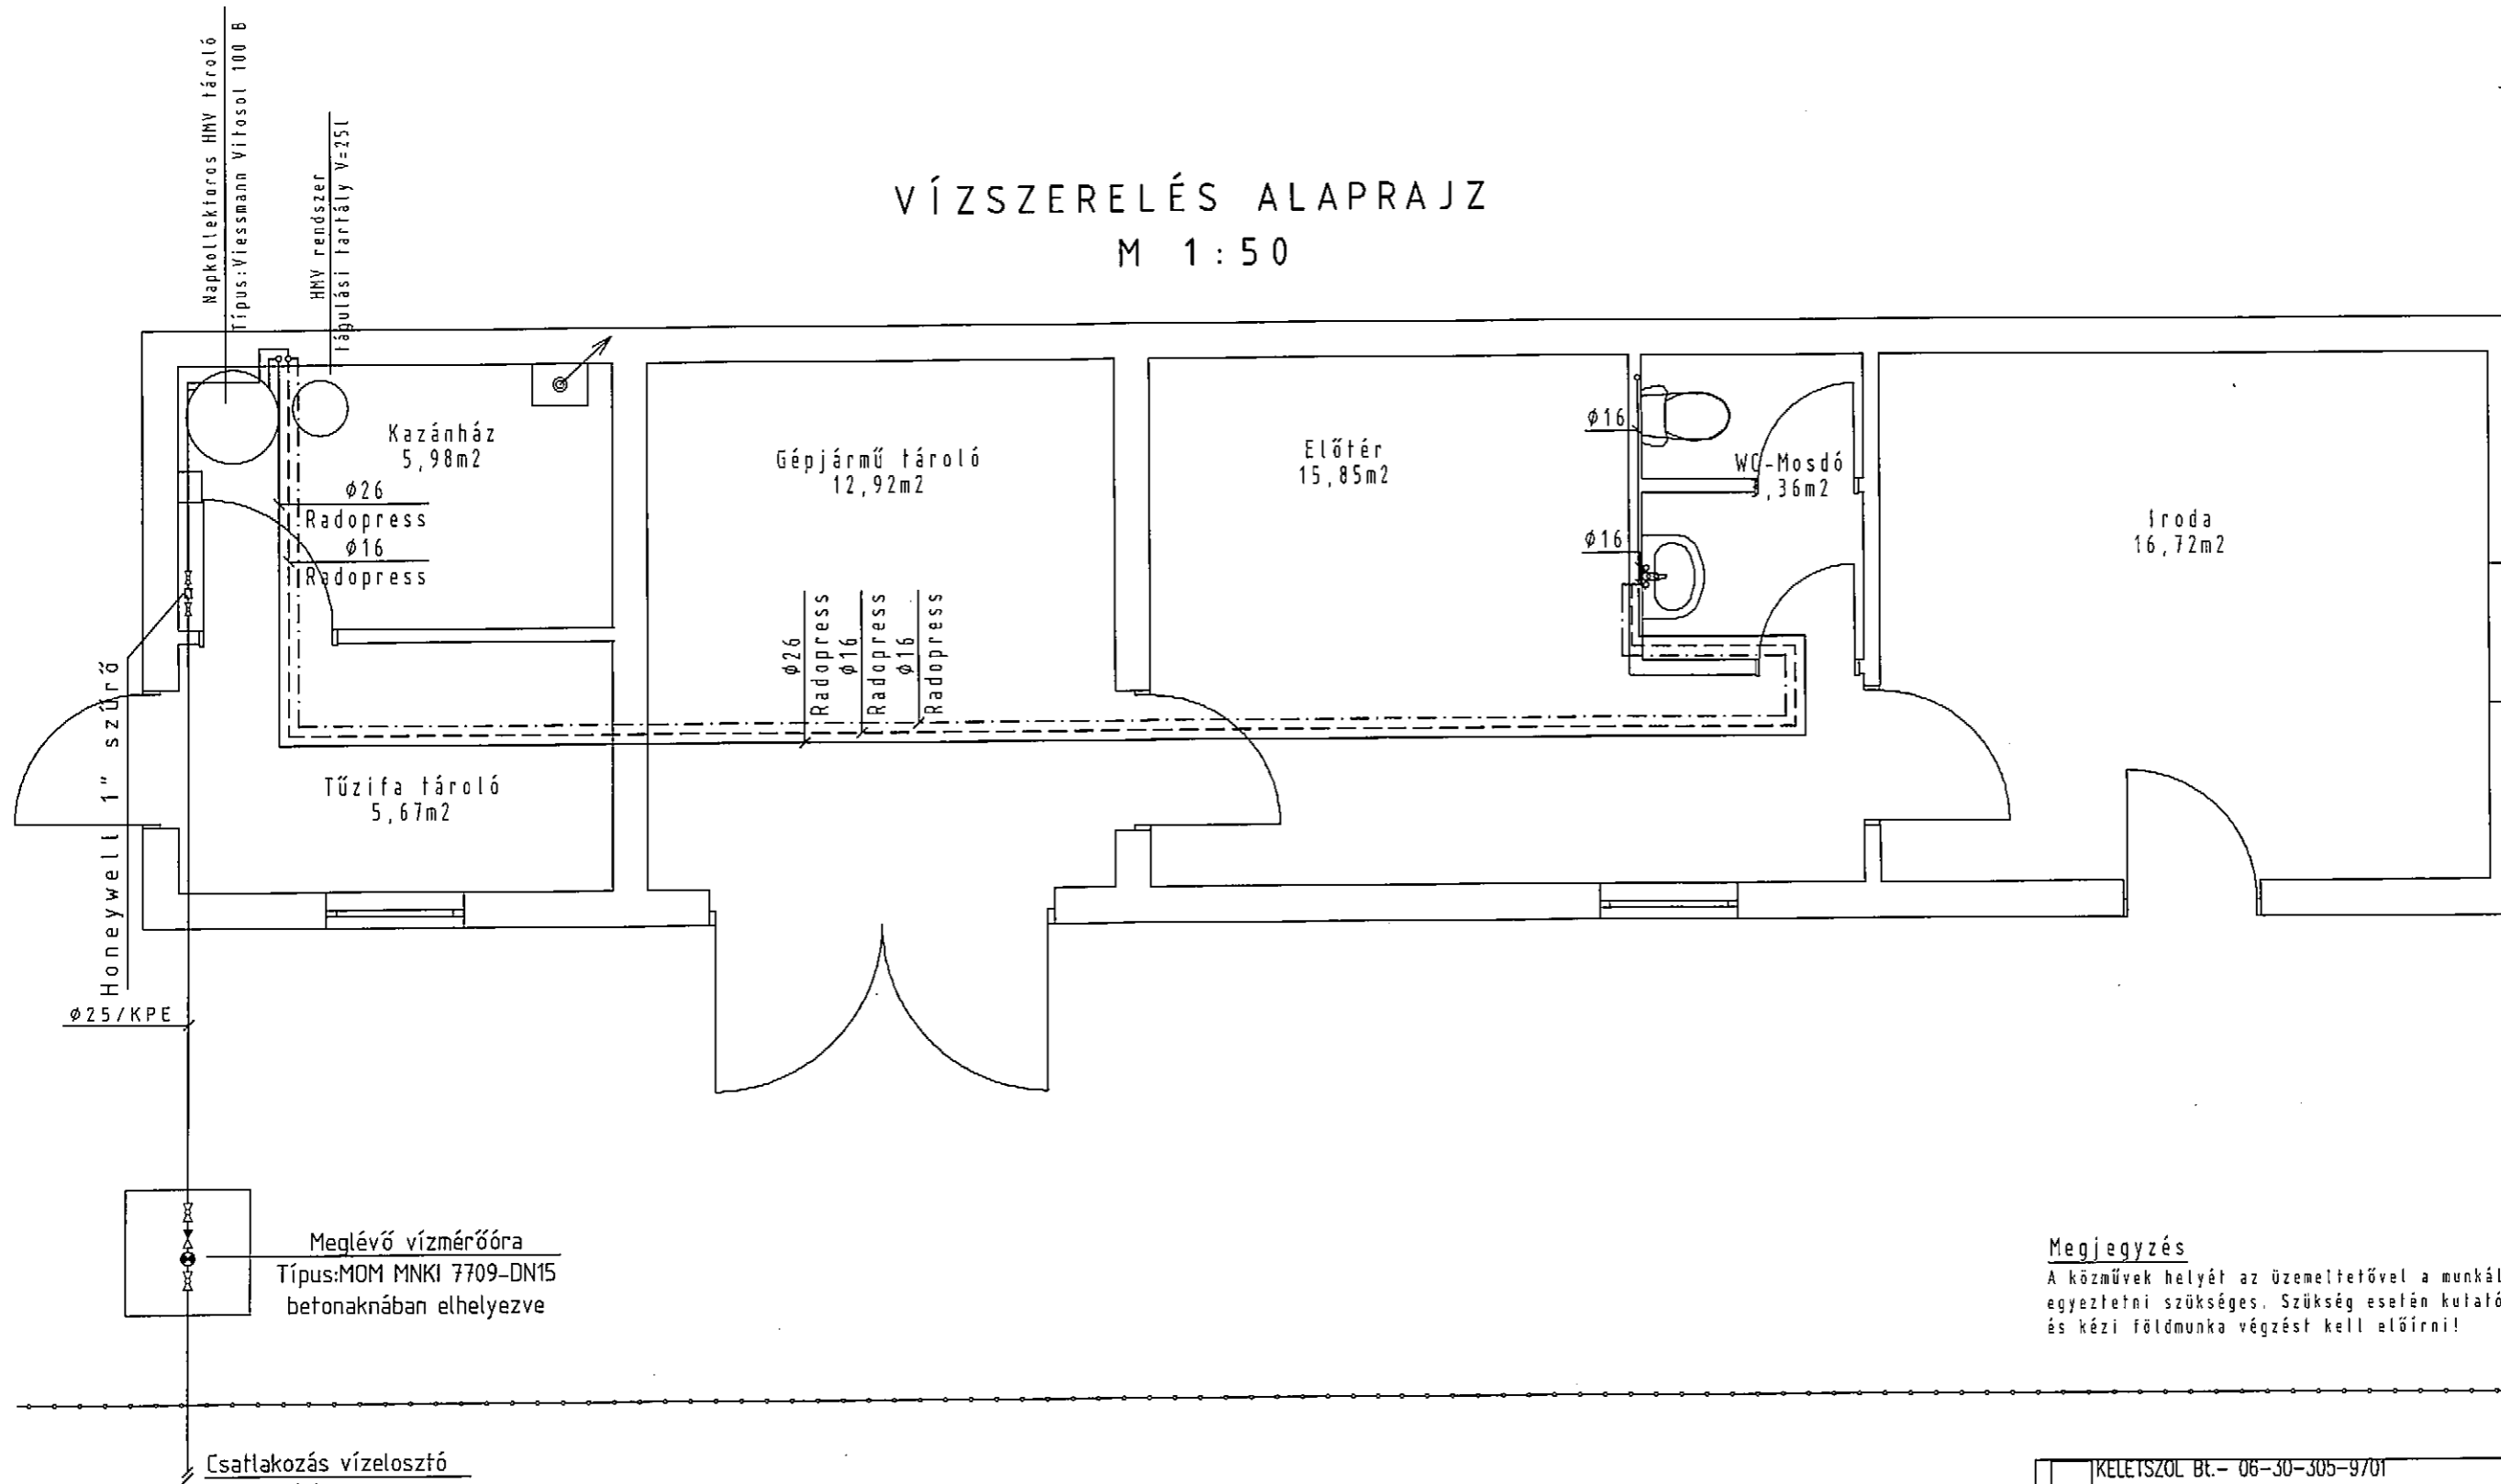 Napkollektoros HMV tároló
Típus:Viessmann Vitosol 100 B
HMV rendszer
tágulási tartály V=25l
VÍZSZERELÉS ALAPRAJZ
M 1:50
Kazánház
5,98m2
Gépjármű tároló
12,92m2
Előtér
15,85m2
WC-Mosdó
,36m2
Iroda
16,72m2
ø16
ø16
ø26
Radopress
ø16
Radopress
ø26
Radopress
ø16
Radopress
ø16
Radopress
Tűzifa tároló
5,67m2
Honeywell 1" szűrő
ø25/KPE
Meglévő vízmérőóra
Típus:MOM MNKI 7709-DN15
betonaknában elhelyezve
Megjegyzés
A közművek helyét az üzemeltetővel a munkál
egyeztetni szükséges. Szükség esetén kutató
és kézi földmunka végzést kell előírni!
Csatlakozás vízelosztó
KELETSZOL Bt.- 06-30-305-9701